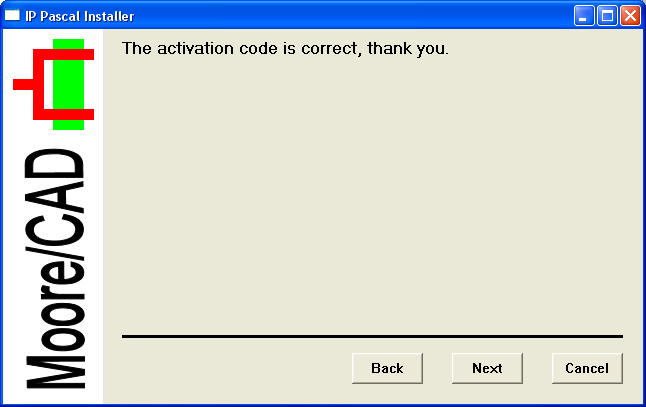 IP Pascal Installer
The activation code is correct, thank you.
Moore/CAD
Back
Next
Cancel